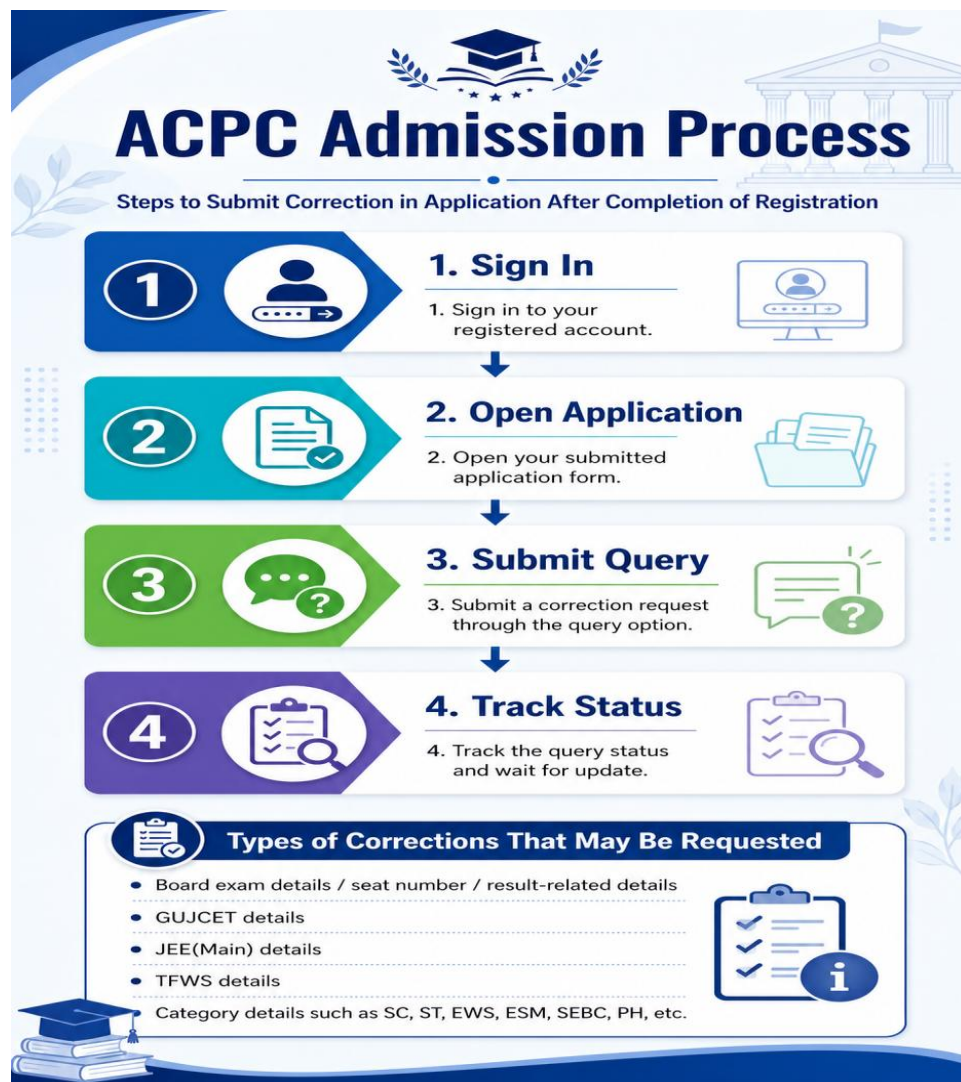 ACPC Admission Process
Steps to Submit Correction in Application After Completion of Registration
1
1. Sign In
1. Sign in to your
registered account.
2
2. Open Application
2. Open your submitted
application form.
3
3. Submit Query
3. Submit a correction request
through the query option.
4
4. Track Status
4. Track the query status
and wait for update.
Types of Corrections That May Be Requested
• Board exam details / seat number / result-related details
• GUJCET details
• JEE(Main) details
• TFWS details
• Category details such as SC, ST, EWS, ESM, SEBC, PH, etc.